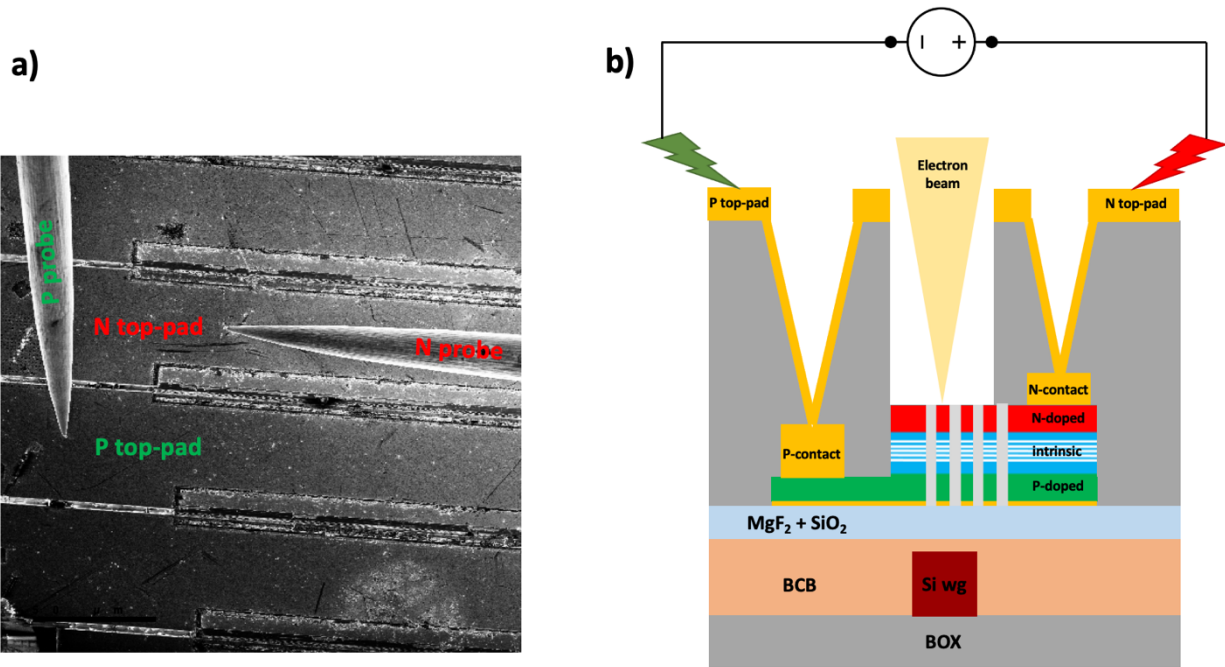 a)
P probe
N top-pad
N probe
P top-pad
b)
I +
Electron
beam
P top-pad
N top-pad
N-contact
N-doped
P-contact
intrinsic
P-doped
MgF₂ + SiO₂
BCB
Si wg
BOX